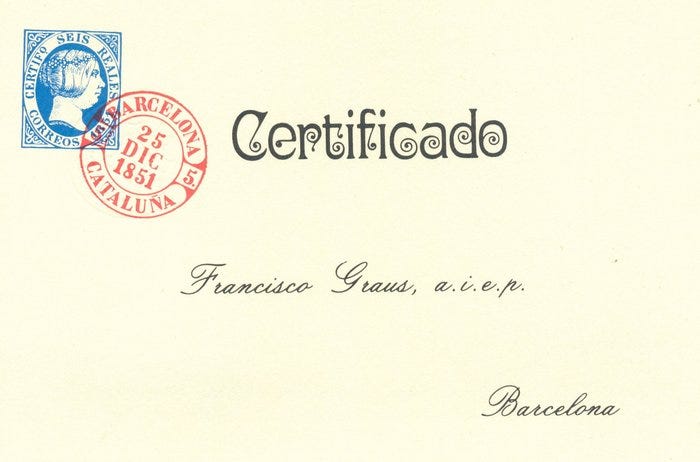 CERTIFO SEIS REALES
CORREOS 1851
BARCELONA
25
DIC
1851
5.
CATALUÑA
Certificado
Francisco Graus, a.i.e.p.
Barcelona